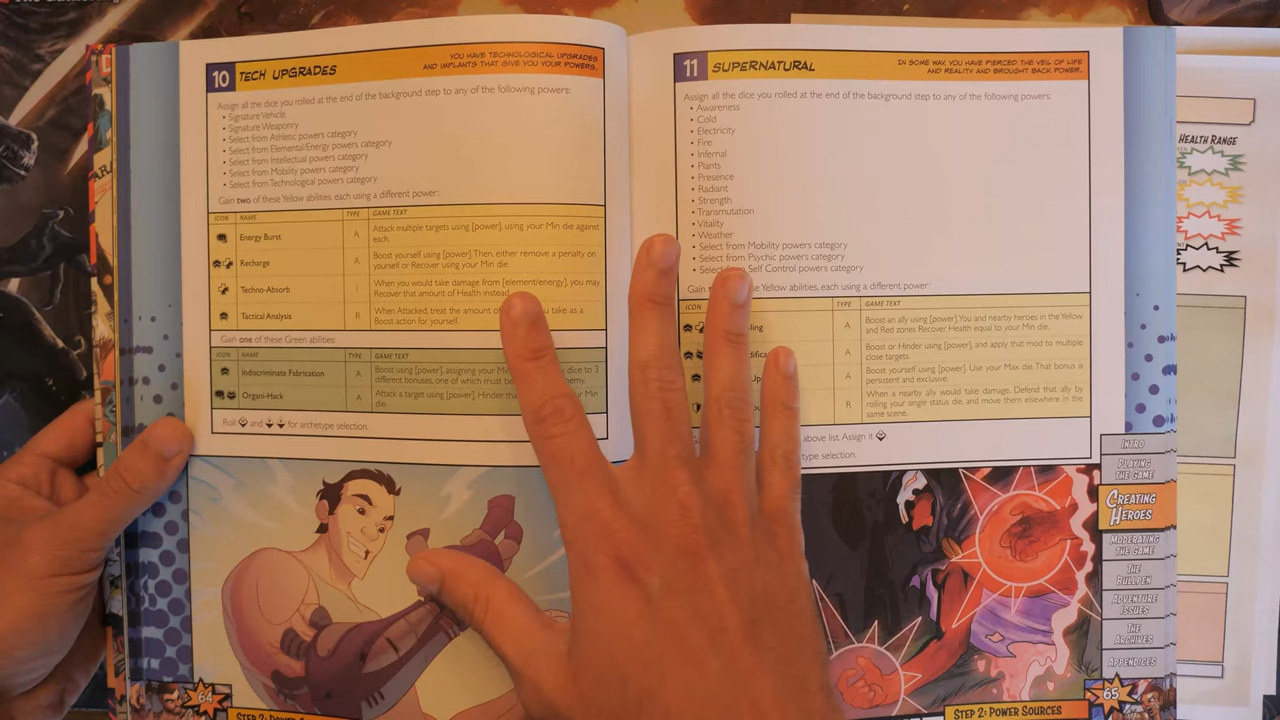 10 TECH UPGRADES
YOU HAVE TECHNOLOGICAL UPGRADES
AND IMPLANTS THAT GIVE YOU YOUR POWERS.
Assign all the dice you rolled at the end of the background step to any of the following powers:
• Signature Vehicle
• Signature Weaponry
• Select from Athletic powers category
• Select from Elemental/Energy powers category
• Select from Intellectual powers category
• Select from Mobility powers category
• Select from Technological powers category
Gain two of these Yellow abilities, each using a different power:
ICON NAME TYPE GAME TEXT
Energy Burst A Attack multiple targets using [power], using your Min die against
each.
Recharge A Boost yourself using [power]. Then, either remove a penalty on
yourself or Recover using your Min die.
Techno-Absorb I When you would take damage from [element/energy], you may
Recover that amount of Health instead.
Tactical Analysis R When Attacked, treat the amount of you take as a
Boost action for yourself.
Gain one of these Green abilities:
ICON NAME TYPE GAME TEXT
Indiscriminate Fabrication A Boost using [power], assigning your dice to 3
different bonuses, one of which must
Organi-Hack A Attack a target using [power]. Hinder Min
die.
Roll and for archetype selection.
64
STEP 2: POWER SOURCES
11 SUPERNATURAL
IN SOME WAY, YOU HAVE PIERCED THE VEIL OF LIFE
AND REALITY AND BROUGHT BACK POWER.
Assign all the dice you rolled at the end of the background step to any of the following powers:
• Awareness
• Cold
• Electricity
• Fire
• Infernal
• Plants
• Presence
• Radiant
• Strength
• Transmutation
• Vitality
• Weather
• Select from Mobility powers category
• Select from Psychic powers category
• Select from Self Control powers category
Gain Yellow abilities, each using a different power:
TYPE GAME TEXT
A Boost an ally using [power]. You and nearby heroes in the Yellow
and Red zones Recover Health equal to your Min die.
A Boost or Hinder using [power], and apply that mod to multiple
close targets.
A Boost yourself using [power]. Use your Max die. That bonus is
persistent and exclusive.
R When a nearby ally would take damage, Defend that ally by
rolling your single status die, and move them elsewhere in the
same scene.
above list. Assign it
selection.
STEP 2: POWER SOURCES
65
INTRO
PLAYING
THE GAME
CREATING
HEROES
MODERATING
THE GAME
THE
BULLPEN
ADVENTURE
ISSUES
THE
ARCHIVES
APPENDICES
HEALTH RANGE